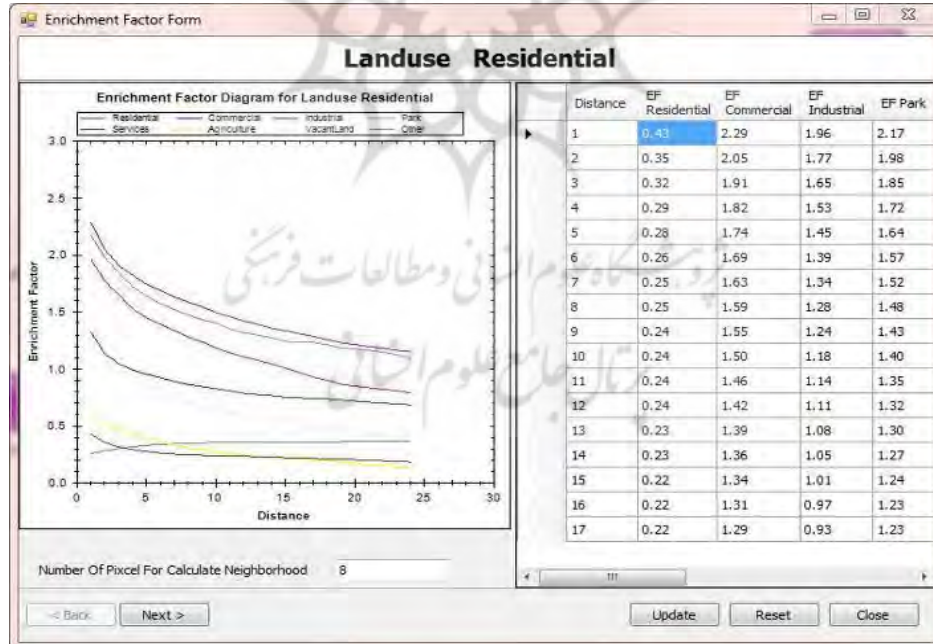 Enrichment Factor Form
Landuse Residential
Enrichment Factor Diagram for Landuse Residential
Residential Commercial Industrial Park
Services Agriculture VacantLand Other
3.0
2.5
2.0
1.5
1.0
0.5
0.0
0 5 10 15 20 25 30
Enrichment Factor
Distance
Distance EF Residential EF Commercial EF Industrial EF Park
1 0.43 2.29 1.96 2.17
2 0.35 2.05 1.77 1.98
3 0.32 1.91 1.65 1.85
4 0.29 1.82 1.53 1.72
5 0.28 1.74 1.45 1.64
6 0.26 1.69 1.39 1.57
7 0.25 1.63 1.34 1.52
8 0.25 1.59 1.28 1.48
9 0.24 1.55 1.24 1.43
10 0.24 1.50 1.18 1.40
11 0.24 1.46 1.14 1.35
12 0.24 1.42 1.11 1.32
13 0.23 1.39 1.08 1.30
14 0.23 1.36 1.05 1.27
15 0.22 1.34 1.01 1.24
16 0.22 1.31 0.97 1.23
17 0.22 1.29 0.93 1.23
پژوهشگاه علوم انسانی و مطالعات فرهنگی
پرتال جامع علوم انسانی
Number Of Pixcel For Calculate Neighborhood 8
< Back Next > Update Reset Close